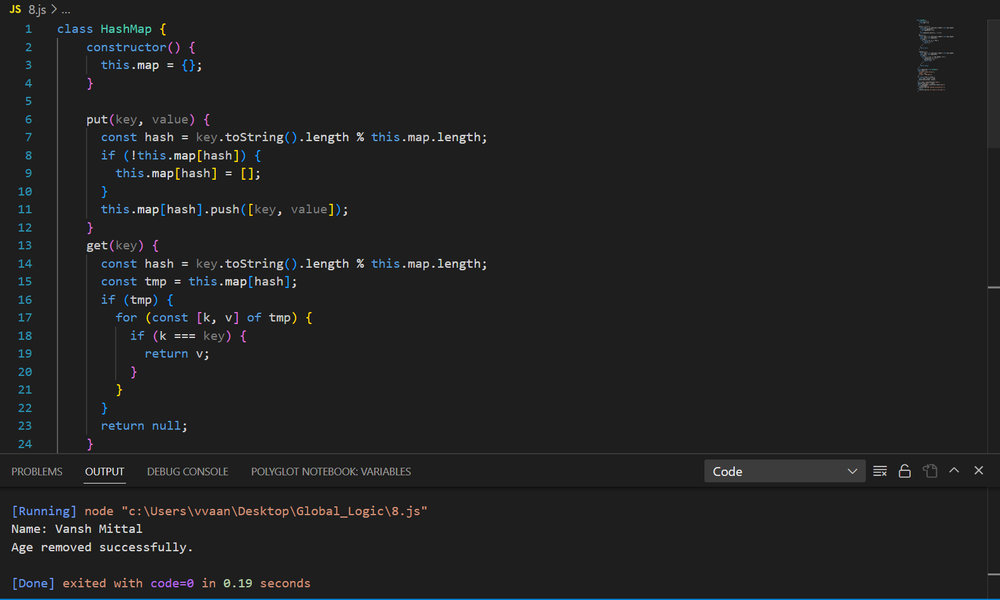 JS 8.js > ...
1 class HashMap {
2 constructor() {
3 this.map = {};
4 }
5
6 put(key, value) {
7 const hash = key.toString().length % this.map.length;
8 if (!this.map[hash]) {
9 this.map[hash] = [];
10 }
11 this.map[hash].push([key, value]);
12 }
13 get(key) {
14 const hash = key.toString().length % this.map.length;
15 const tmp = this.map[hash];
16 if (tmp) {
17 for (const [k, v] of tmp) {
18 if (k === key) {
19 return v;
20 }
21 }
22 }
23 return null;
24 }
PROBLEMS OUTPUT DEBUG CONSOLE POLYGLOT NOTEBOOK: VARIABLES Code
[Running] node "c:\Users\vvaan\Desktop\Global_Logic\8.js"
Name: Vansh Mittal
Age removed successfully.
[Done] exited with code=0 in 0.19 seconds